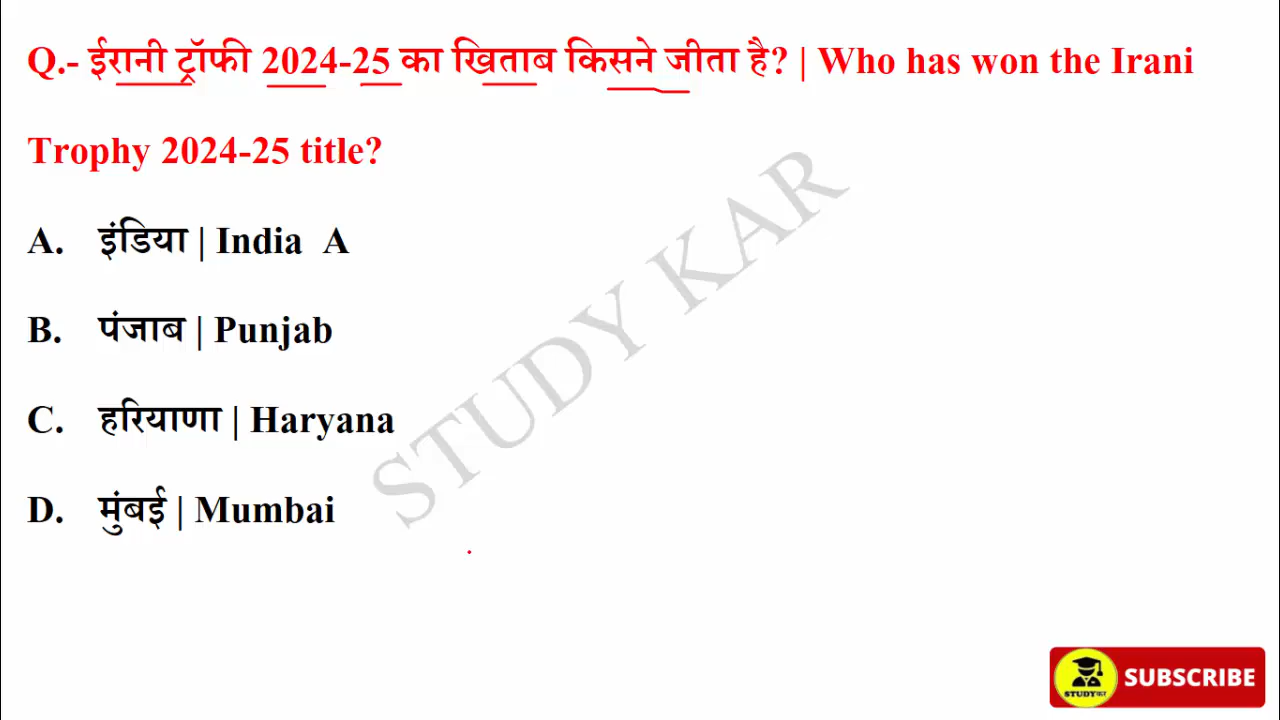 Q.- ईरानी ट्रॉफी 2024-25 का खिताब किसने जीता है? | Who has won the Irani
Trophy 2024-25 title?
A. इंडिया | India A
B. पंजाब | Punjab
C. हरियाणा | Haryana
D. मुंबई | Mumbai
STUDY KAR
STUDYकर
SUBSCRIBE